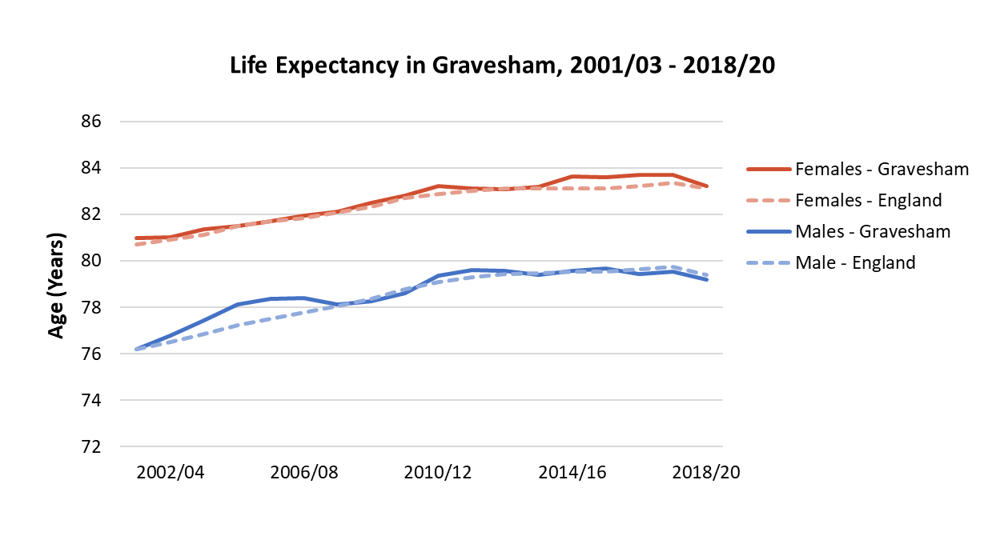 Life Expectancy in Gravesham, 2001/03 - 2018/20
86
84
82
80
78
76
74
72
Age (Years)
2002/04 2006/08 2010/12 2014/16 2018/20
Females - Gravesham
Females - England
Males - Gravesham
Male - England